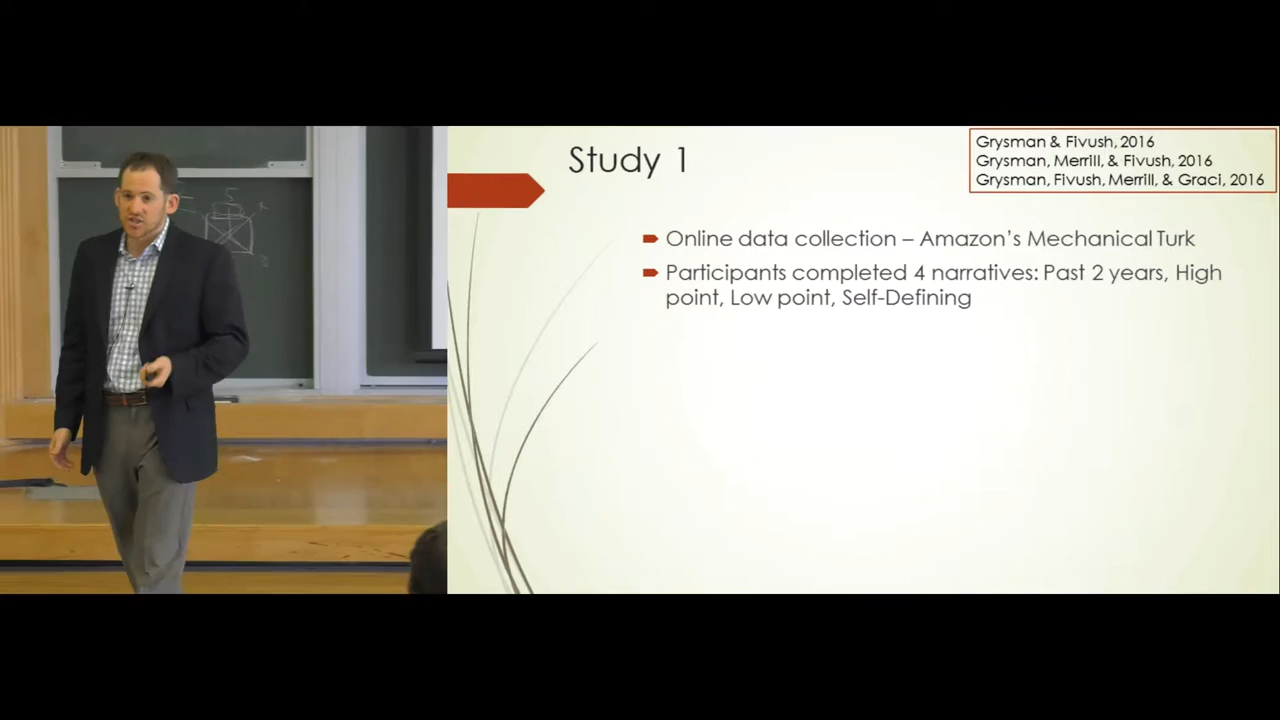 Study 1
Grysman & Fivush, 2016
Grysman, Merrill, & Fivush, 2016
Grysman, Fivush, Merrill, & Graci, 2016
Online data collection – Amazon’s Mechanical Turk
Participants completed 4 narratives: Past 2 years, High
point, Low point, Self-Defining